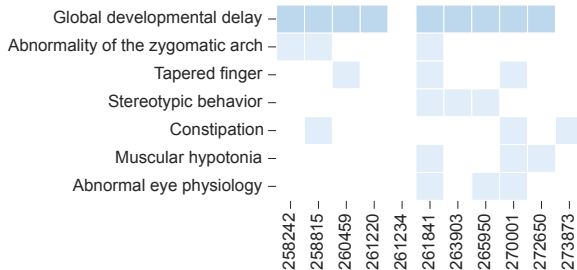 Global developmental delay
Abnormality of the zygomatic arch
Tapered finger
Stereotypic behavior
Constipation
Muscular hypotonia
Abnormal eye physiology
258242
258815
260459
261220
261234
261841
263903
265950
270001
272650
273873